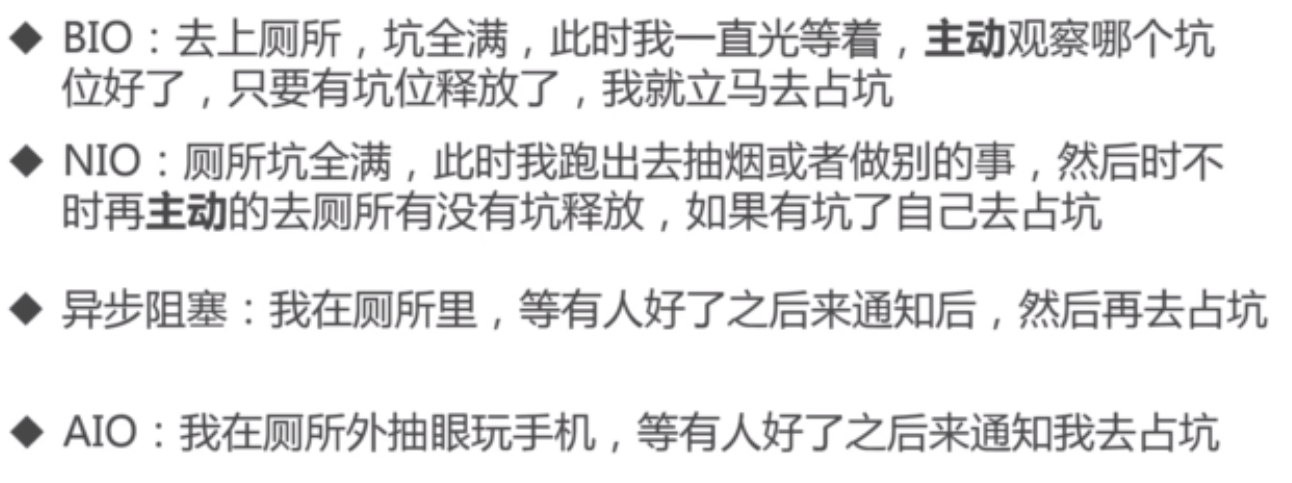 ◆ BIO：去上厕所，坑全满，此时我一直光等着，主动观察哪个坑
位好了，只要有坑位释放了，我就立马去占坑
◆ NIO：厕所坑全满，此时我跑出去抽烟或者做别的事，然后时不
时再主动的去厕所有没有坑释放，如果有坑了自己去占坑
◆ 异步阻塞：我在厕所里，等有人好了之后来通知后，然后再去占坑
◆ AIO：我在厕所外抽眼玩手机，等有人好了之后来通知我去占坑